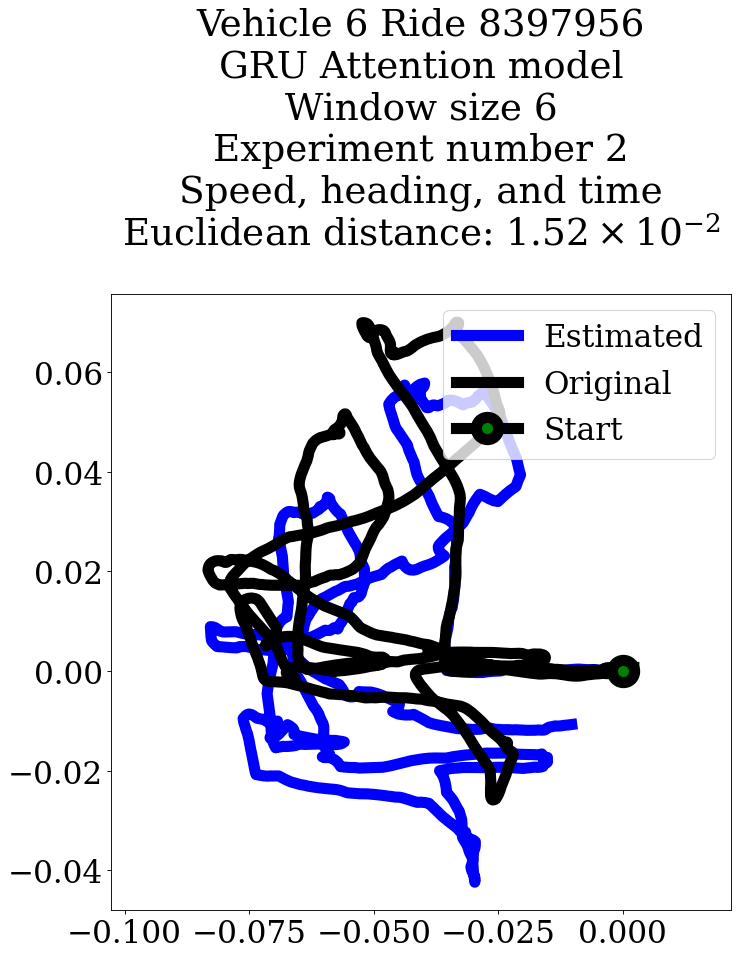 Vehicle 6 Ride 8397956
GRU Attention model
Window size 6
Experiment number 2
Speed, heading, and time
Euclidean distance: 1.52 × 10⁻²
Estimated
Original
Start
0.06
0.04
0.02
0.00
−0.02
−0.04
−0.100 −0.075 −0.050 −0.025 0.000